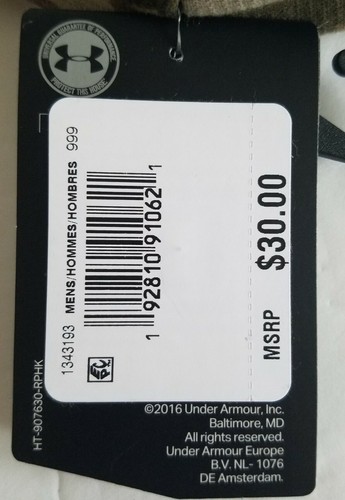 UNIVERSAL GUARANTEE OF PERFORMANCE
PROTECT THIS HOUSE
1343193 MENS/HOMMES/HOMBRES 999
1 92810 91062 1
MSRP $30.00
HT-907630-RPHK
©2016 Under Armour, Inc.
Baltimore, MD
All rights reserved.
Under Armour Europe
B.V. NL- 1076
DE Amsterdam.